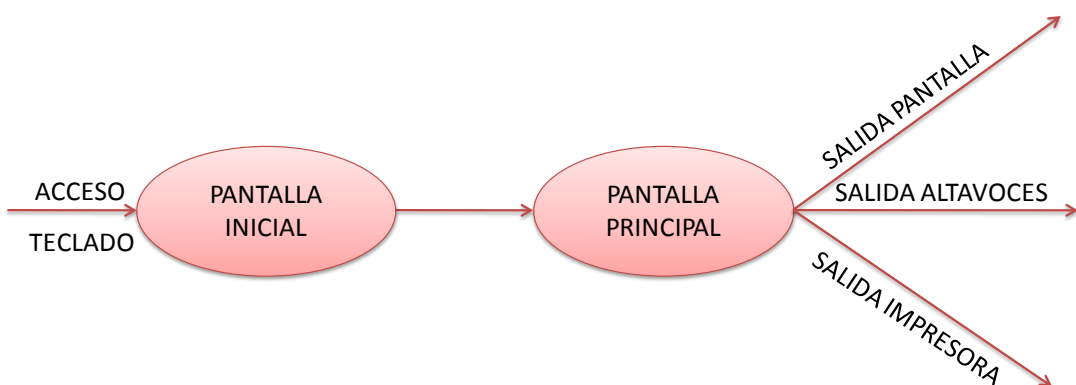 ACCESO
TECLADO
PANTALLA
INICIAL
PANTALLA
PRINCIPAL
SALIDA PANTALLA
SALIDA ALTAVOCES
SALIDA IMPRESORA